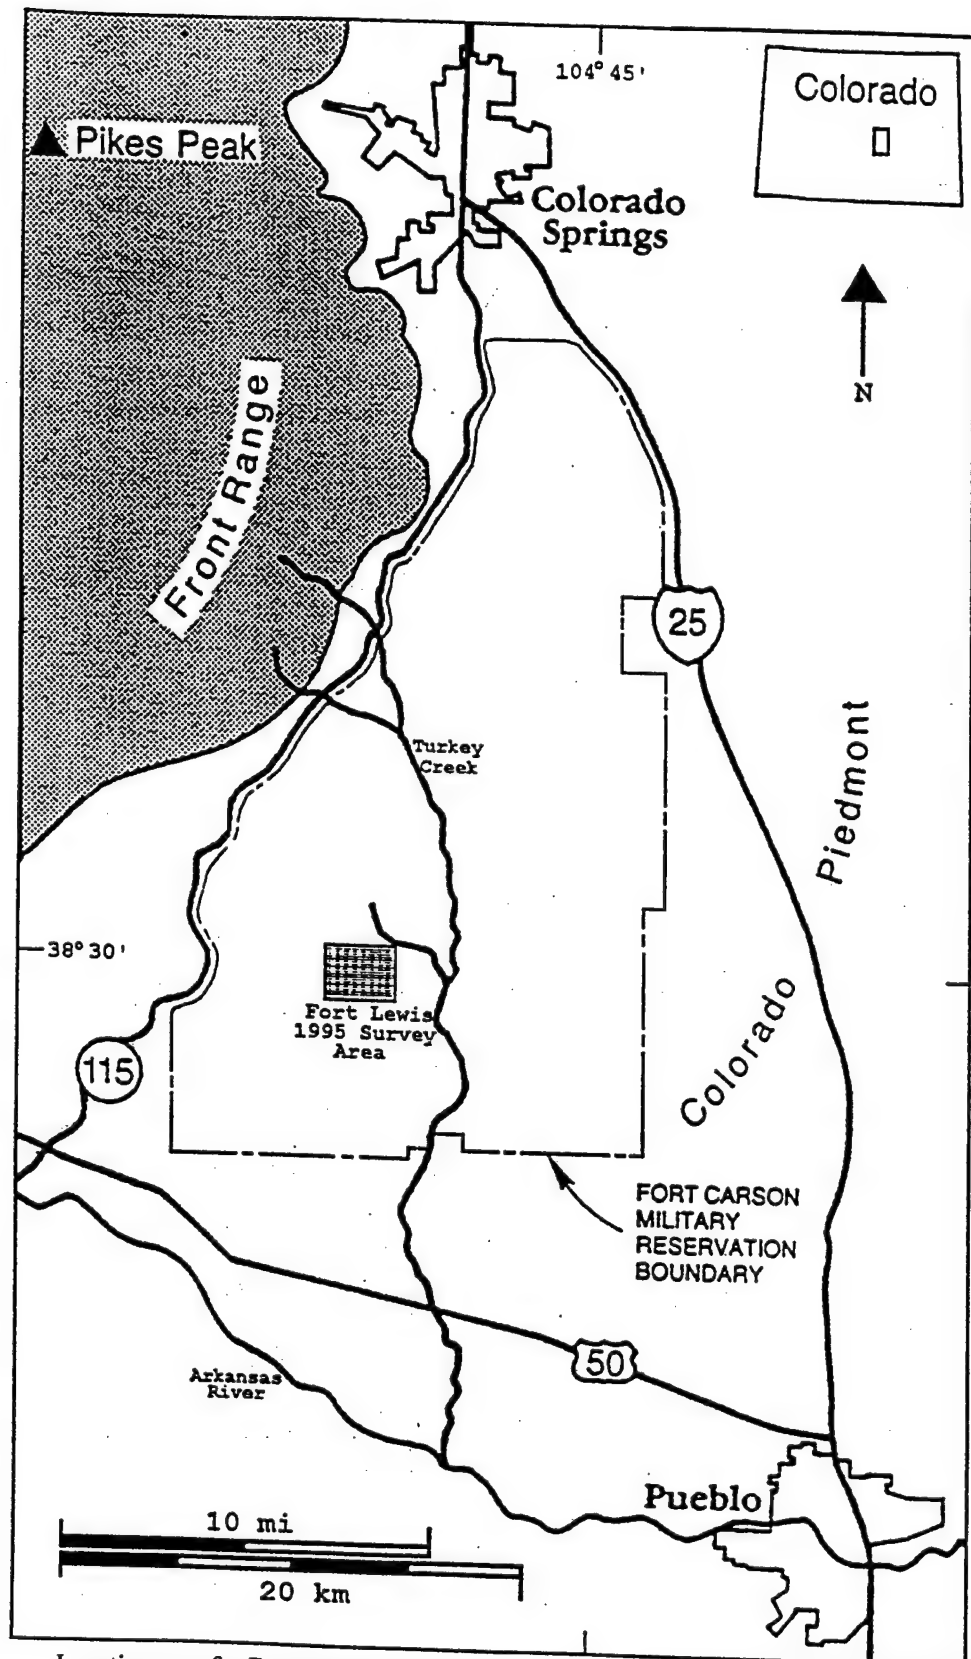 104° 45'
Colorado
Pikes Peak
Colorado
Springs
N
Front Range
25
Turkey
Creek
Piedmont
38° 30'
Fort Lewis
1995 Survey
Area
115
Colorado
FORT CARSON
MILITARY
RESERVATION
BOUNDARY
50
Arkansas
River
Pueblo
10 mi
20 km